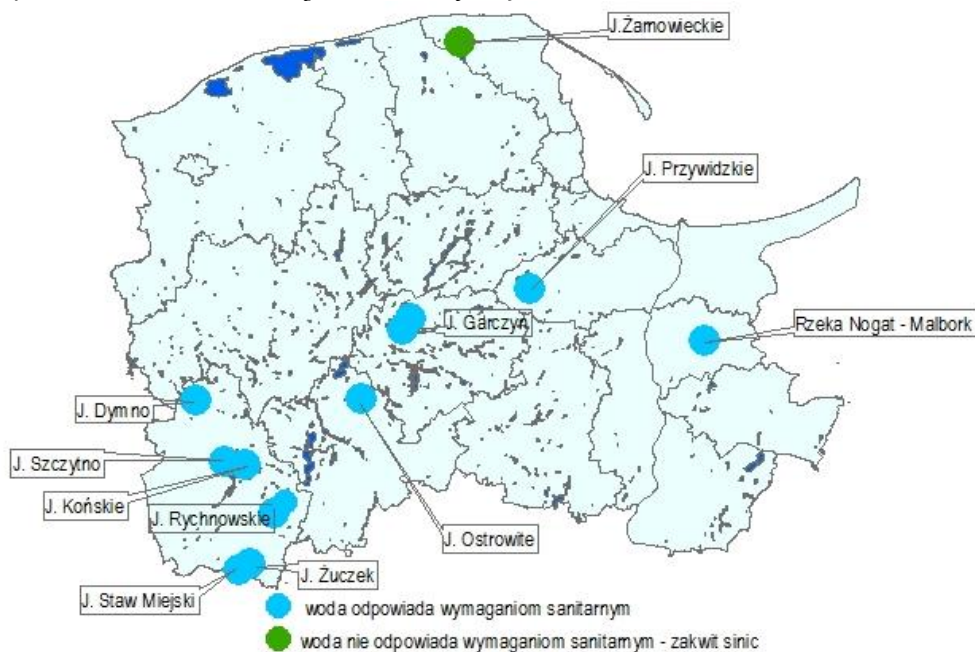 J.Żarnowieckie
J. Przywidzkie
J. Garczyn
Rzeka Nogat - Malbork
J. Dymno
J. Szczytno
J. Końskie
J. Rychnowskie
J. Ostrowite
J. Żuczek
J. Staw Miejski
woda odpowiada wymaganiom sanitarnym
woda nie odpowiada wymaganiom sanitarnym - zakwit sinic